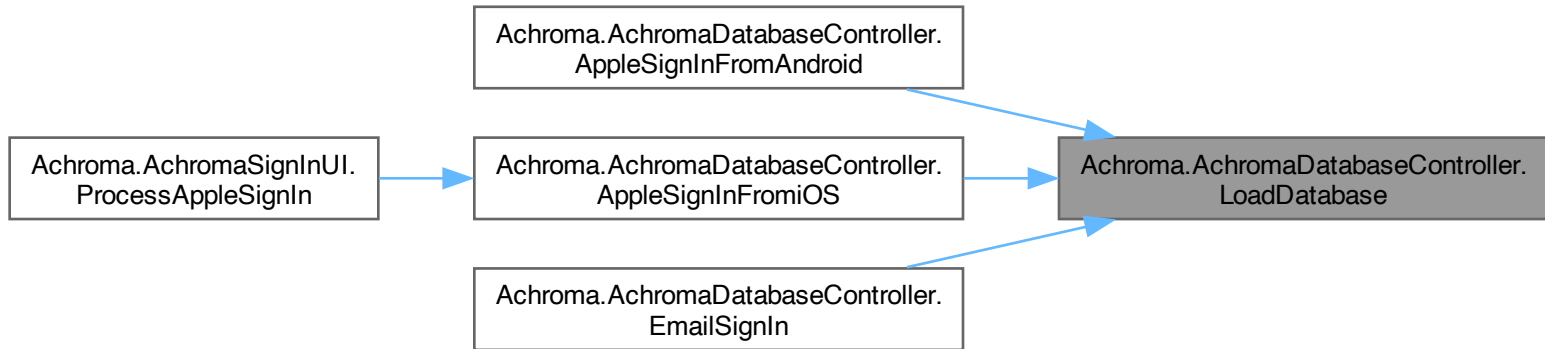 Achroma.AchromaDatabaseController.
AppleSignInFromAndroid
Achroma.AchromaSignInUI.
ProcessAppleSignIn
Achroma.AchromaDatabaseController.
AppleSignInFromiOS
Achroma.AchromaDatabaseController.
LoadDatabase
Achroma.AchromaDatabaseController.
EmailSignIn